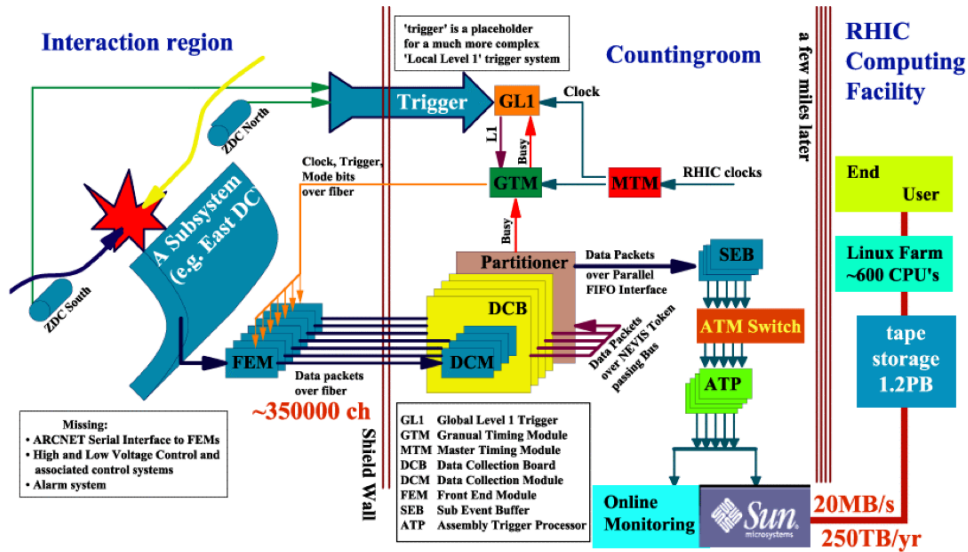 Interaction region
'trigger' is a placeholder
for a much more complex
'Local Level 1' trigger system
Countingroom
a few miles later
RHIC
Computing
Facility
ZDC North
Trigger
GL1
Clock
L1
Busy
Clock, Trigger,
Mode bits
over fiber
GTM
MTM
RHIC clocks
End
User
A Subsystem
(e.g. East DC)
ZDC South
Busy
Partitioner
Data Packets
over Parallel
FIFO Interface
SEB
Linux Farm
~600 CPU's
DCB
ATM Switch
FEM
DCM
Data Packets
over NEVIS Token
passing Bus
tape
storage
1.2PB
Data packets
over fiber
ATP
~350000 ch
Missing:
• ARCNET Serial Interface to FEMs
• High and Low Voltage Control and
associated control systems
• Alarm system
Shield Wall
GL1 Global Level 1 Trigger
GTM Granual Timing Module
MTM Master Timing Module
DCB Data Collection Board
DCM Data Collection Module
FEM Front End Module
SEB Sub Event Buffer
ATP Assembly Trigger Processor
Online
Monitoring
Sun
microsystems
20MB/s
250TB/yr